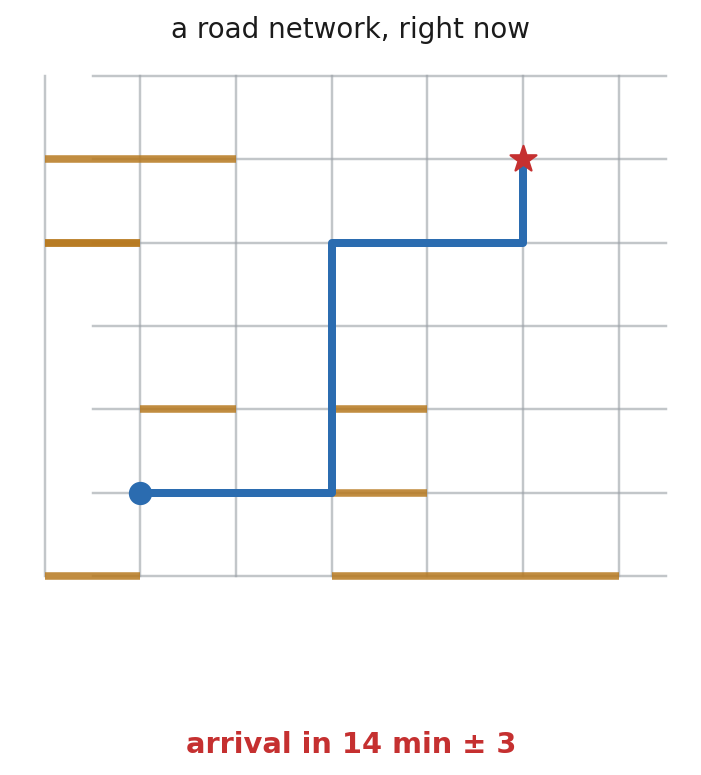 a road network, right now
arrival in 14 min ± 3